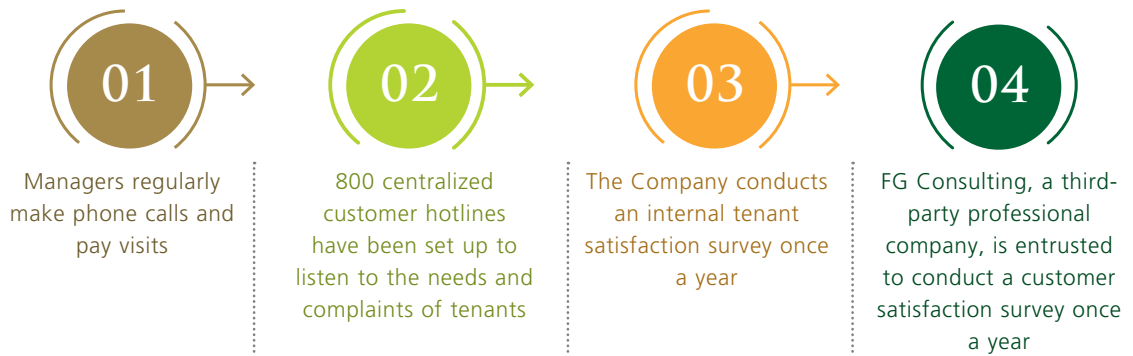 01
Managers regularly
make phone calls and
pay visits
02
800 centralized
customer hotlines
have been set up to
listen to the needs and
complaints of tenants
03
The Company conducts
an internal tenant
satisfaction survey once
a year
04
FG Consulting, a third-
party professional
company, is entrusted
to conduct a customer
satisfaction survey once
a year